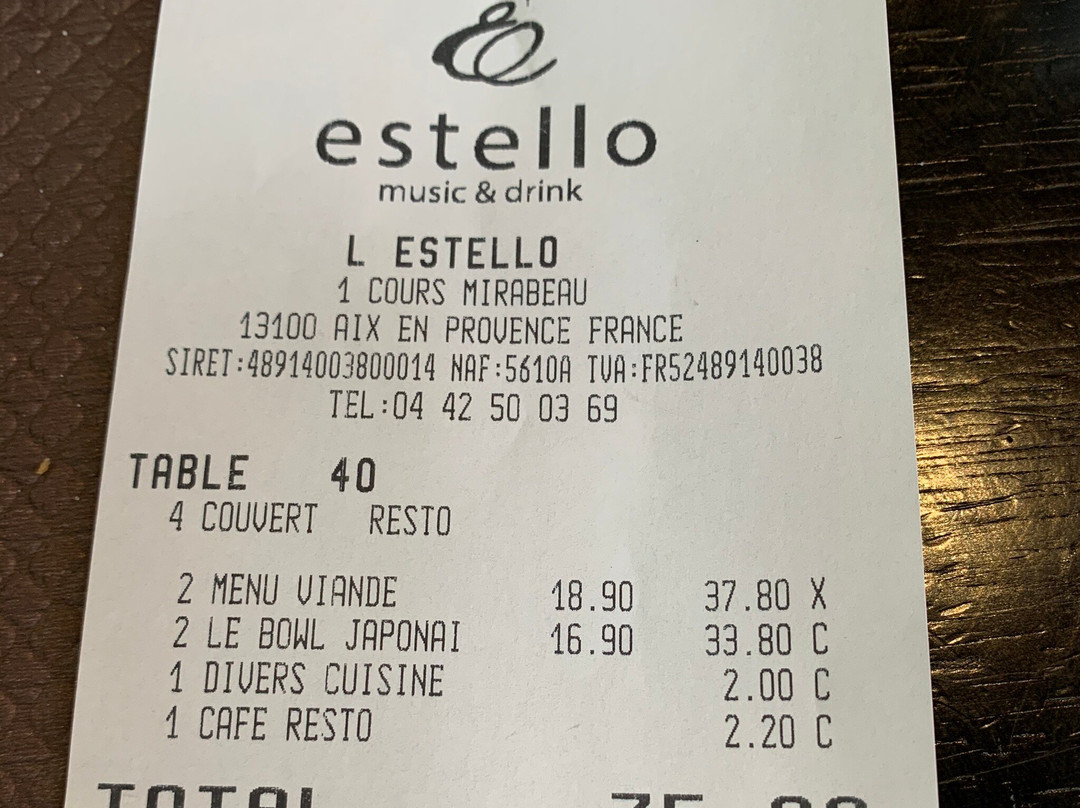 estello
music & drink
L ESTELLO
1 COURS MIRABEAU
13100 AIX EN PROVENCE FRANCE
SIRET:48914003800014 NAF:5610A TVA:FR52489140038
TEL:04 42 50 03 69
TABLE 40
4 COUVERT RESTO
2 MENU VIANDE 18.90 37.80 X
2 LE BOWL JAPONAI 16.90 33.80 C
1 DIVERS CUISINE 2.00 C
1 CAFE RESTO 2.20 C
TOTAL